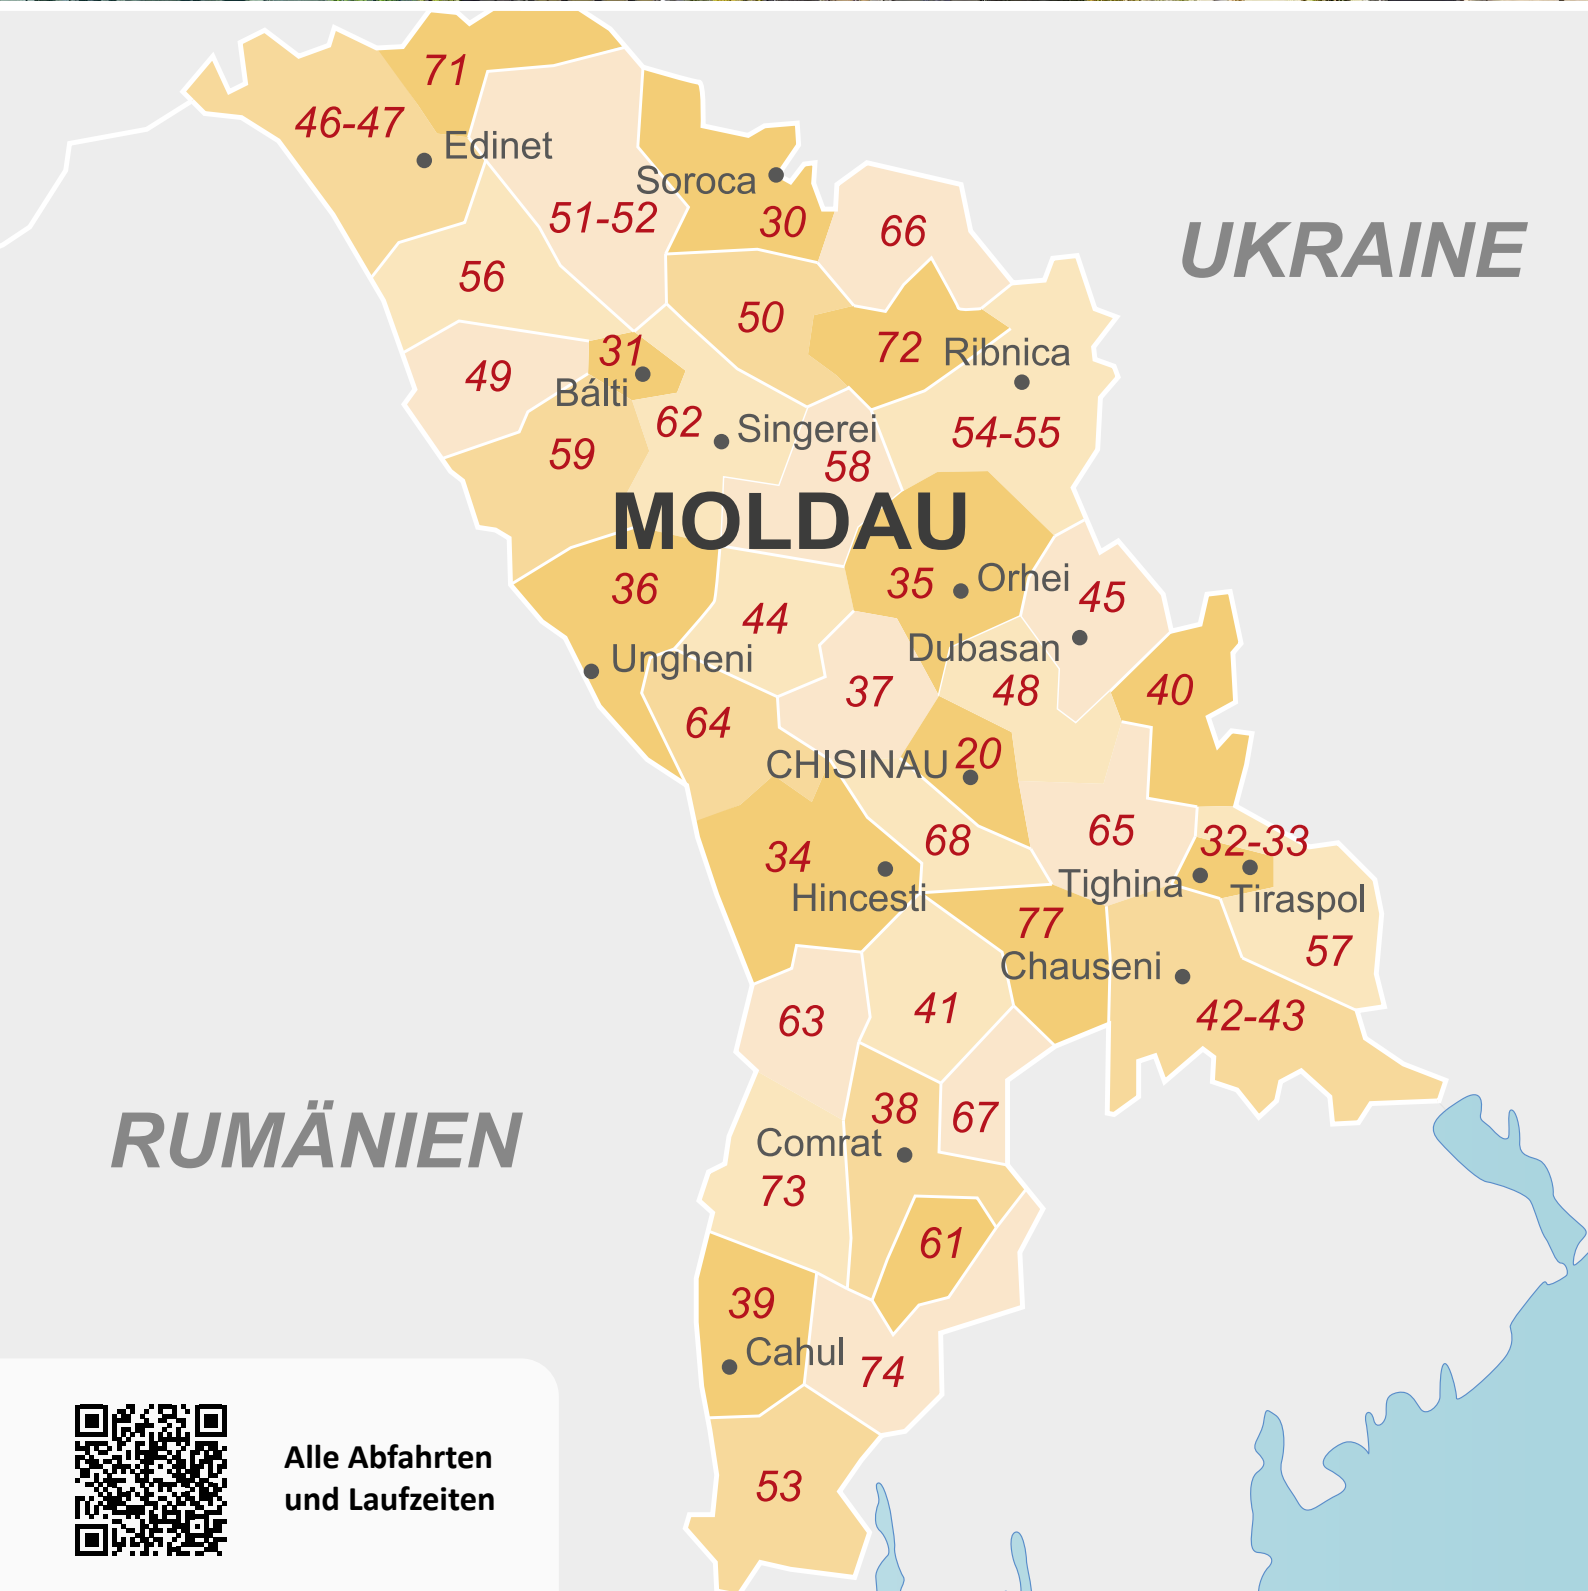 71
46-47
Edinet
Soroca
51-52
30
66
UKRAINE
56
50
72
Ribnica
31
49
Bálti
62
Singerei
54-55
59
58
MOLDAU
36
35
Orhei
45
44
Dubasan
Ungheni
37
48
40
64
CHISINAU
20
34
68
65
32-33
Hincesti
Tighina
Tiraspol
77
57
Chauseni
41
42-43
63
RUMÄNIEN
38
67
Comrat
73
61
39
Cahul
74
53
Alle Abfahrten
und Laufzeiten